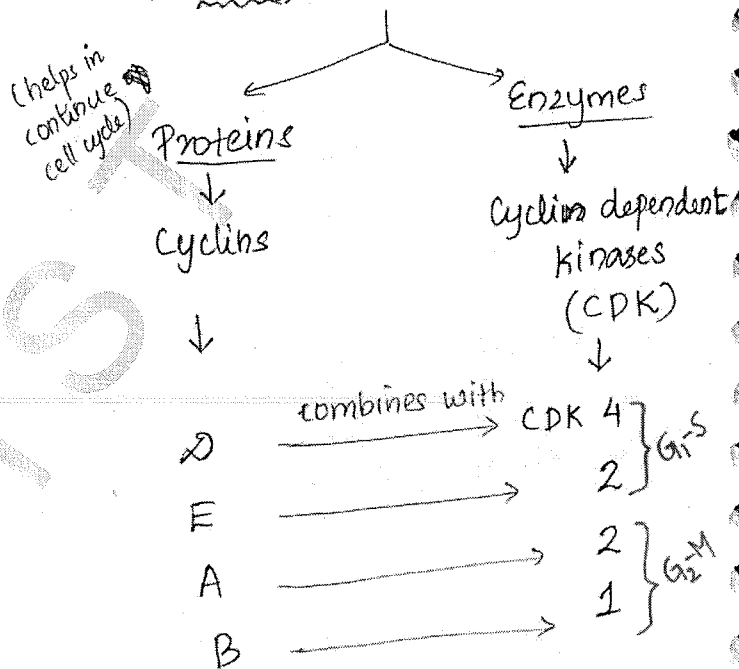 (helps in
continue
cell cycle)
Proteins
Enzymes
Cyclins
Cyclin dependent
kinases
(CDK)
combines with
D
CDK 4
G1-S
E
2
A
2
G2-M
B
1